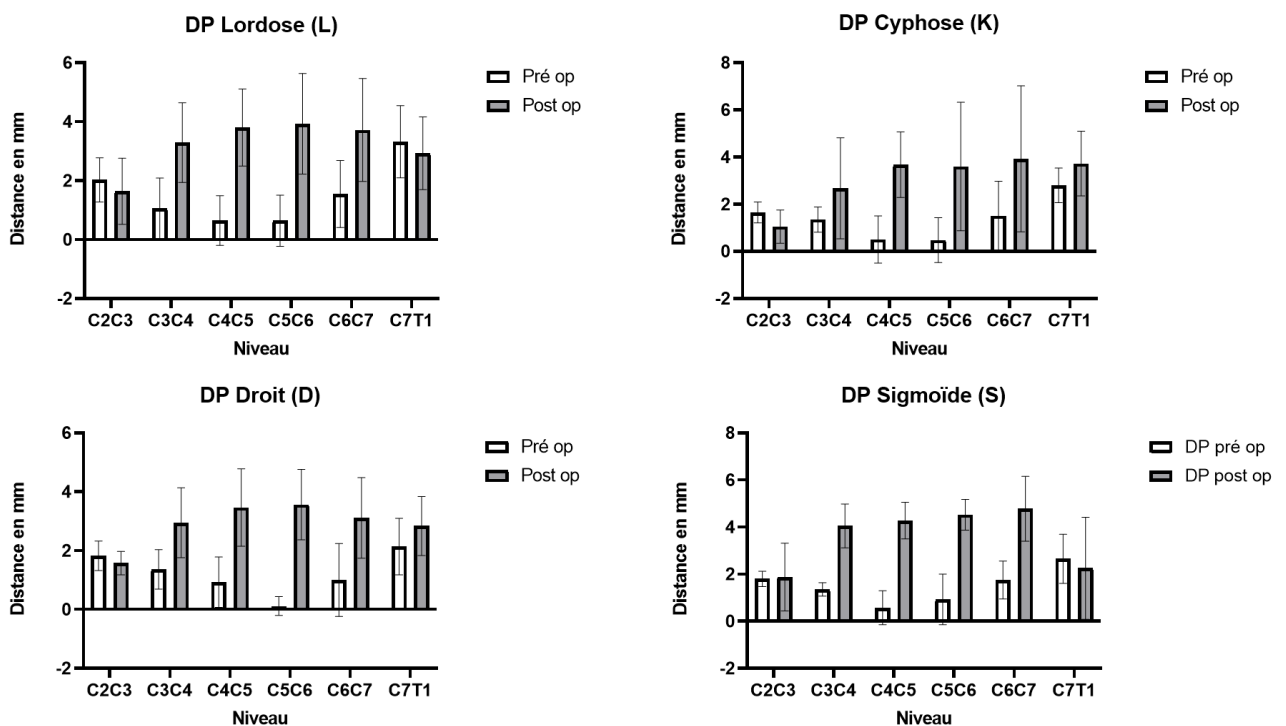 DP Lordose (L)
Distance en mm
6
4
2
0
-2
C2C3 C3C4 C4C5 C5C6 C6C7 C7T1
Niveau
Pré op
Post op
DP Cyphose (K)
Distance en mm
8
6
4
2
0
-2
C2C3 C3C4 C4C5 C5C6 C6C7 C7T1
Niveau
Pré op
Post op
DP Droit (D)
Distance en mm
6
4
2
0
-2
C2C3 C3C4 C4C5 C5C6 C6C7 C7T1
Niveau
Pré op
Post op
DP Sigmoïde (S)
Distance en mm
8
6
4
2
0
-2
C2C3 C3C4 C4C5 C5C6 C6C7 C7T1
Niveau
DP pré op
DP post op